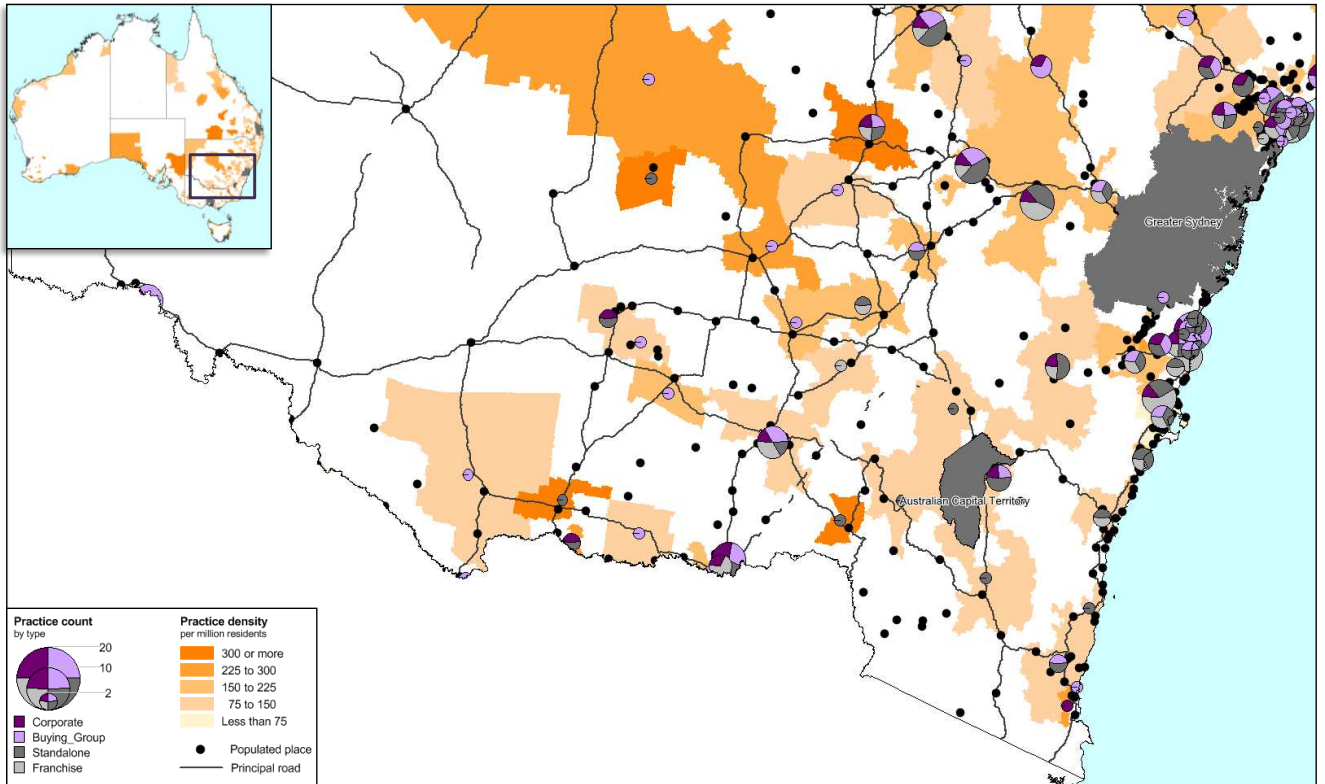 Greater Sydney
Australian Capital Territory
Practice count
by type
20
10
2
Corporate
Buying_Group
Standalone
Franchise
Practice density
per million residents
300 or more
225 to 300
150 to 225
75 to 150
Less than 75
Populated place
Principal road